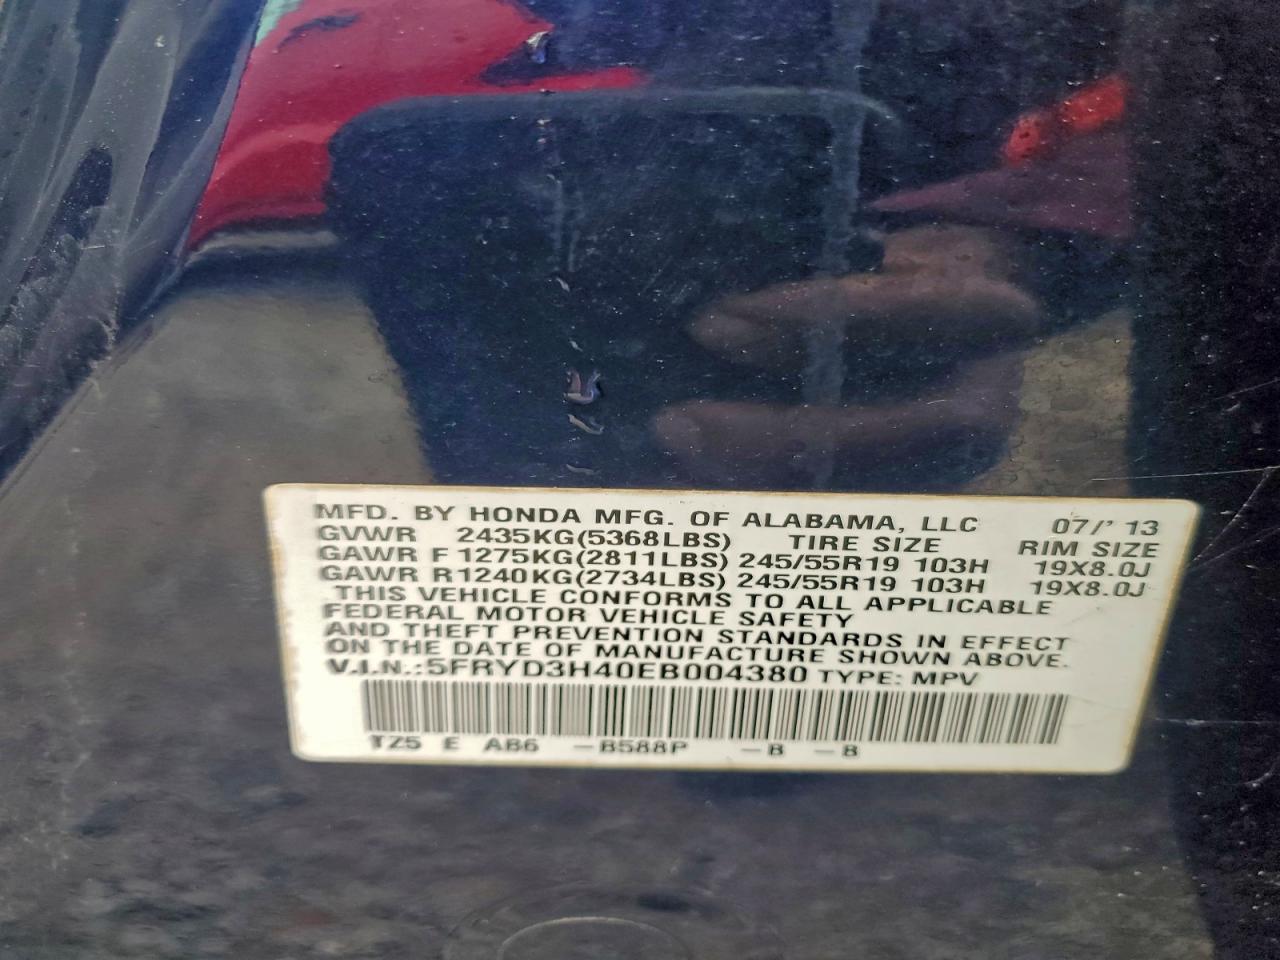 MFD. BY HONDA MFG. OF ALABAMA, LLC 07/'13
GVWR 2435KG(5368LBS) TIRE SIZE RIM SIZE
GAWR F 1275KG(2811LBS) 245/55R19 103H 19X8.0J
GAWR R1240KG(2734LBS) 245/55R19 103H 19X8.0J
THIS VEHICLE CONFORMS TO ALL APPLICABLE
FEDERAL MOTOR VEHICLE SAFETY
AND THEFT PREVENTION STANDARDS IN EFFECT
ON THE DATE OF MANUFACTURE SHOWN ABOVE.
V.I.N.:5FRYD3H40EB004380 TYPE: MPV
TZ5 E AB6 -B588P -B -B